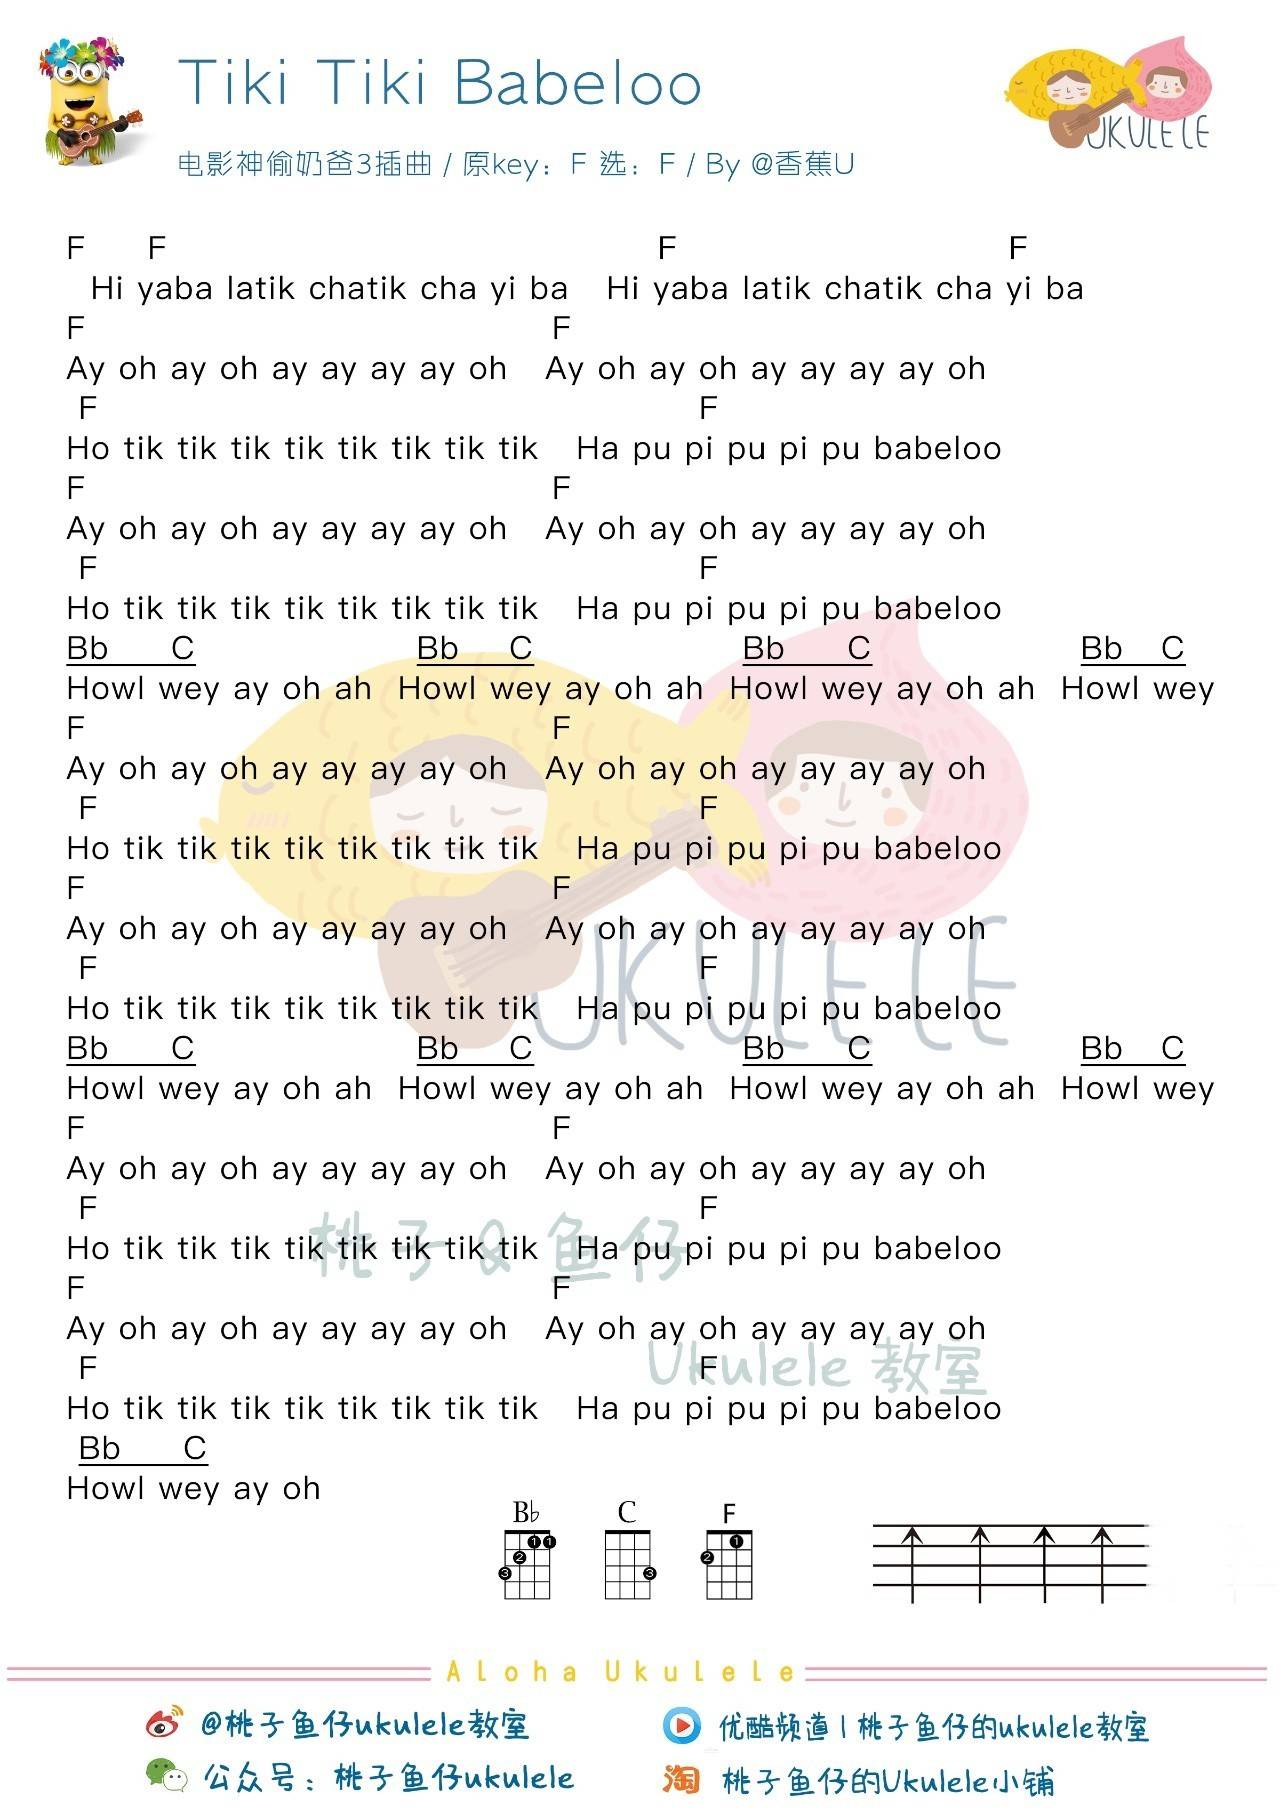 Tiki Tiki Babeloo
UKULELE
电影神偷奶爸3插曲 / 原key：F 选：F / By @香蕉U
F F F F
Hi yaba latik chatik cha yi ba Hi yaba latik chatik cha yi ba
F F
Ay oh ay oh ay ay ay ay oh Ay oh ay oh ay ay ay ay oh
F F
Ho tik tik tik tik tik tik tik tik Ha pu pi pu pi pu babeloo
F F
Ay oh ay oh ay ay ay ay oh Ay oh ay oh ay ay ay ay oh
F F
Ho tik tik tik tik tik tik tik tik Ha pu pi pu pi pu babeloo
Bb C Bb C Bb C Bb C
Howl wey ay oh ah Howl wey ay oh ah Howl wey ay oh ah Howl wey
F F
Ay oh ay oh ay ay ay ay oh Ay oh ay oh ay ay ay ay oh
F F
Ho tik tik tik tik tik tik tik tik Ha pu pi pu pi pu babeloo
F F
Ay oh ay oh ay ay ay ay oh Ay oh ay oh ay ay ay ay oh
F F
UKULELE
Ho tik tik tik tik tik tik tik tik Ha pu pi pu pi pu babeloo
Bb C Bb C Bb C Bb C
Howl wey ay oh ah Howl wey ay oh ah Howl wey ay oh ah Howl wey
F F
Ay oh ay oh ay ay ay ay oh Ay oh ay oh ay ay ay ay oh
F F
桃子&鱼仔
Ho tik tik tik tik tik tik tik tik Ha pu pi pu pi pu babeloo
F F
Ay oh ay oh ay ay ay ay oh Ay oh ay oh ay ay ay ay oh
Ukulele 教室
F F
Ho tik tik tik tik tik tik tik tik Ha pu pi pu pi pu babeloo
Bb C
Howl wey ay oh
B♭ C F
1 1 1
2 2
3 3
Aloha Ukulele
@桃子鱼仔ukulele教室
优酷频道 | 桃子鱼仔的ukulele教室
公众号：桃子鱼仔ukulele
淘 桃子鱼仔的Ukulele小铺